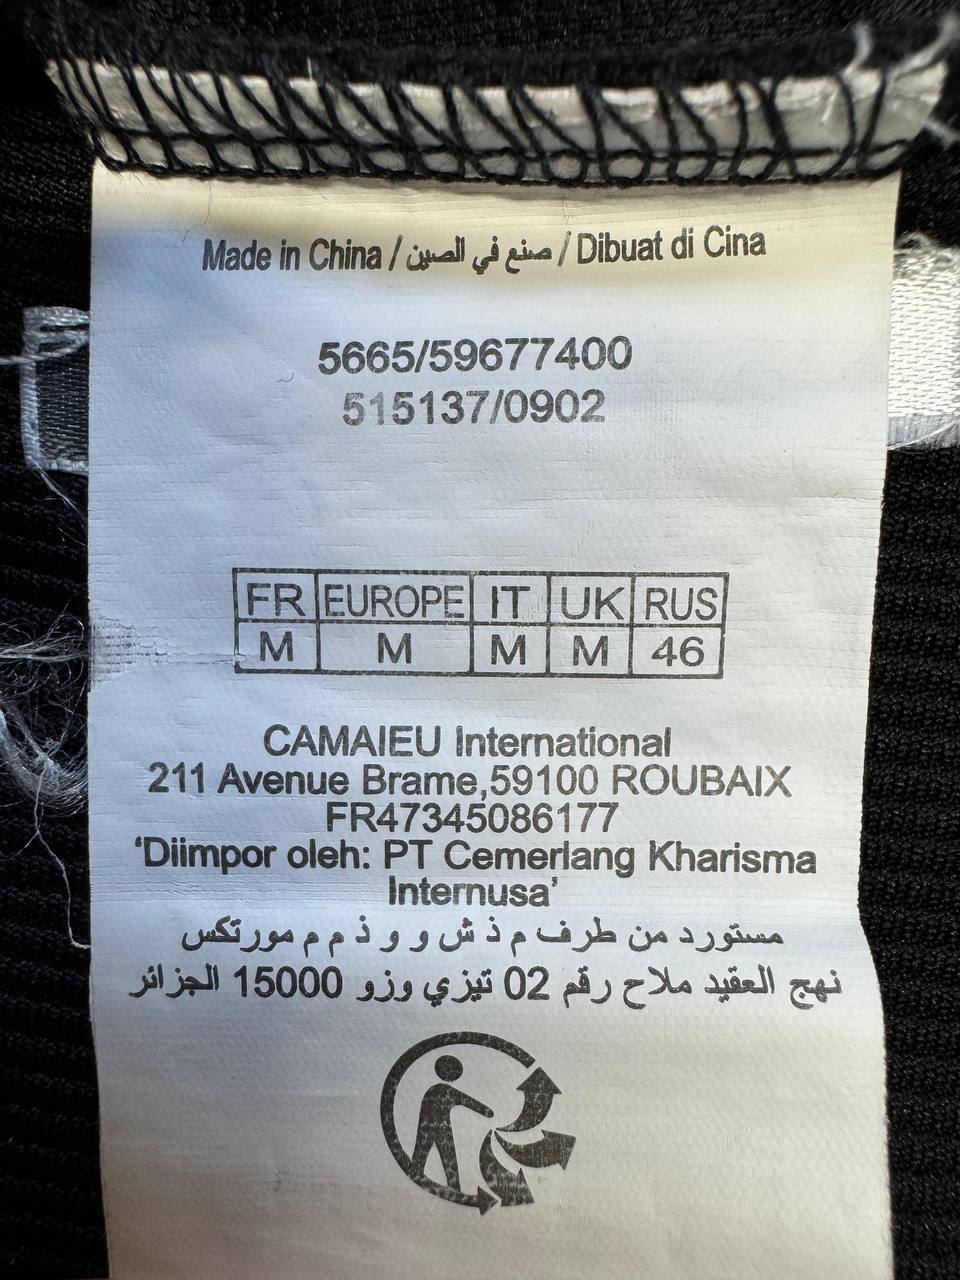 Made in China / صنع في الصين / Dibuat di Cina
5665/59677400
515137/0902
FR EUROPE IT UK RUS
M M M M 46
CAMAIEU International
211 Avenue Brame,59100 ROUBAIX
FR47345086177
‘Diimpor oleh: PT Cemerlang Kharisma
Internusa’
مستورد من طرف م ذ ش و و ذ م م مورتكس
نهج العقيد ملاح رقم 02 تيزي وزو 15000 الجزائر